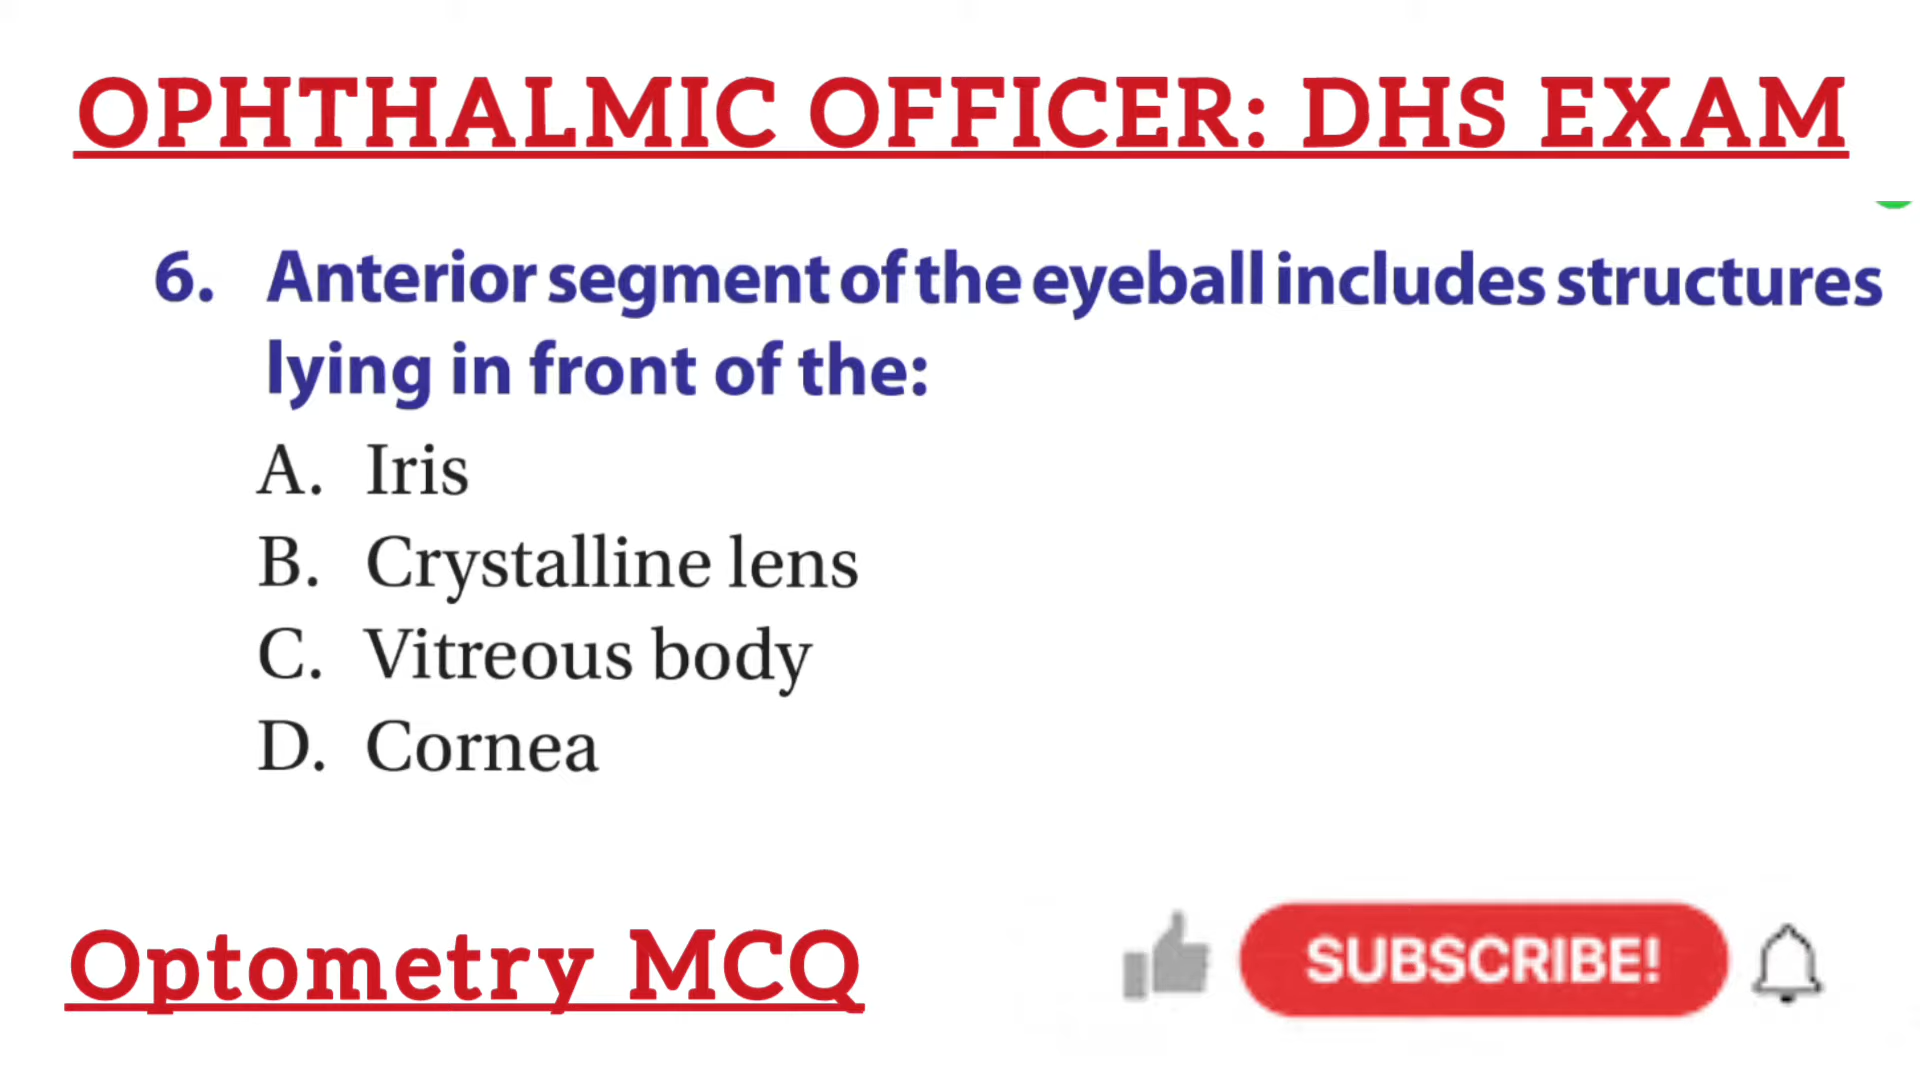 OPHTHALMIC OFFICER: DHS EXAM
6. Anterior segment of the eyeball includes structures
lying in front of the:
A. Iris
B. Crystalline lens
C. Vitreous body
D. Cornea
Optometry MCQ
SUBSCRIBE!